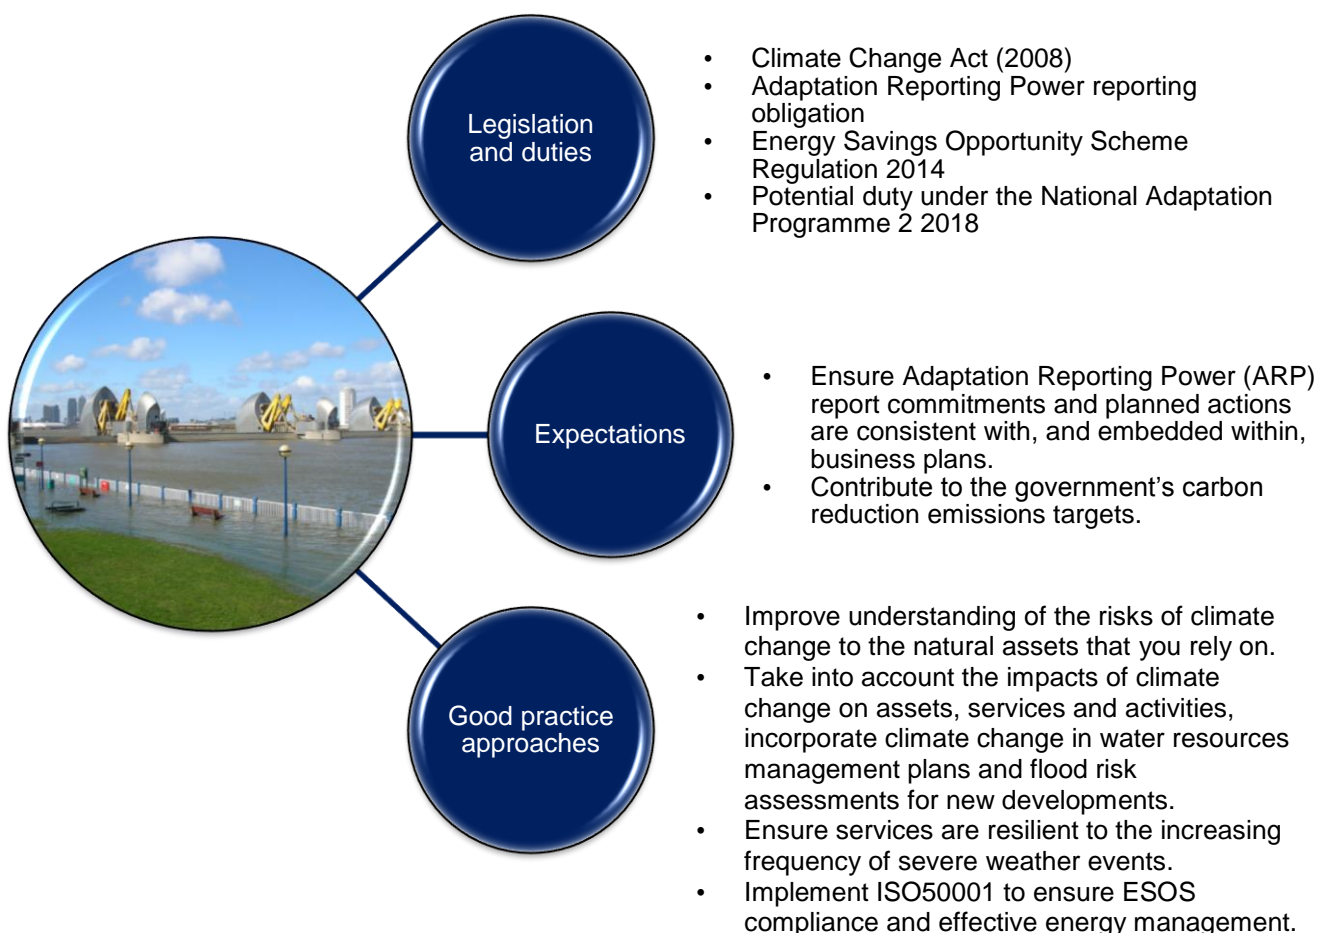 Legislation
and duties
• Climate Change Act (2008)
• Adaptation Reporting Power reporting
obligation
• Energy Savings Opportunity Scheme
Regulation 2014
• Potential duty under the National Adaptation
Programme 2 2018
Expectations
• Ensure Adaptation Reporting Power (ARP)
report commitments and planned actions
are consistent with, and embedded within,
business plans.
• Contribute to the government’s carbon
reduction emissions targets.
Good practice
approaches
• Improve understanding of the risks of climate
change to the natural assets that you rely on.
• Take into account the impacts of climate
change on assets, services and activities,
incorporate climate change in water resources
management plans and flood risk
assessments for new developments.
• Ensure services are resilient to the increasing
frequency of severe weather events.
• Implement ISO50001 to ensure ESOS
compliance and effective energy management.